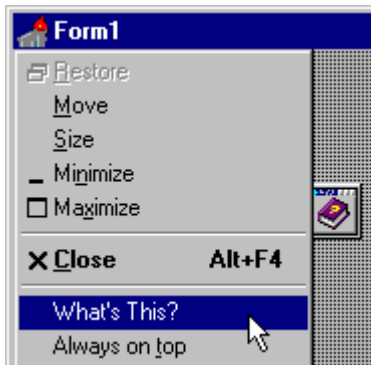 Form1
Restore
Move
Size
Minimize
Maximize
Close Alt+F4
What's This?
Always on top